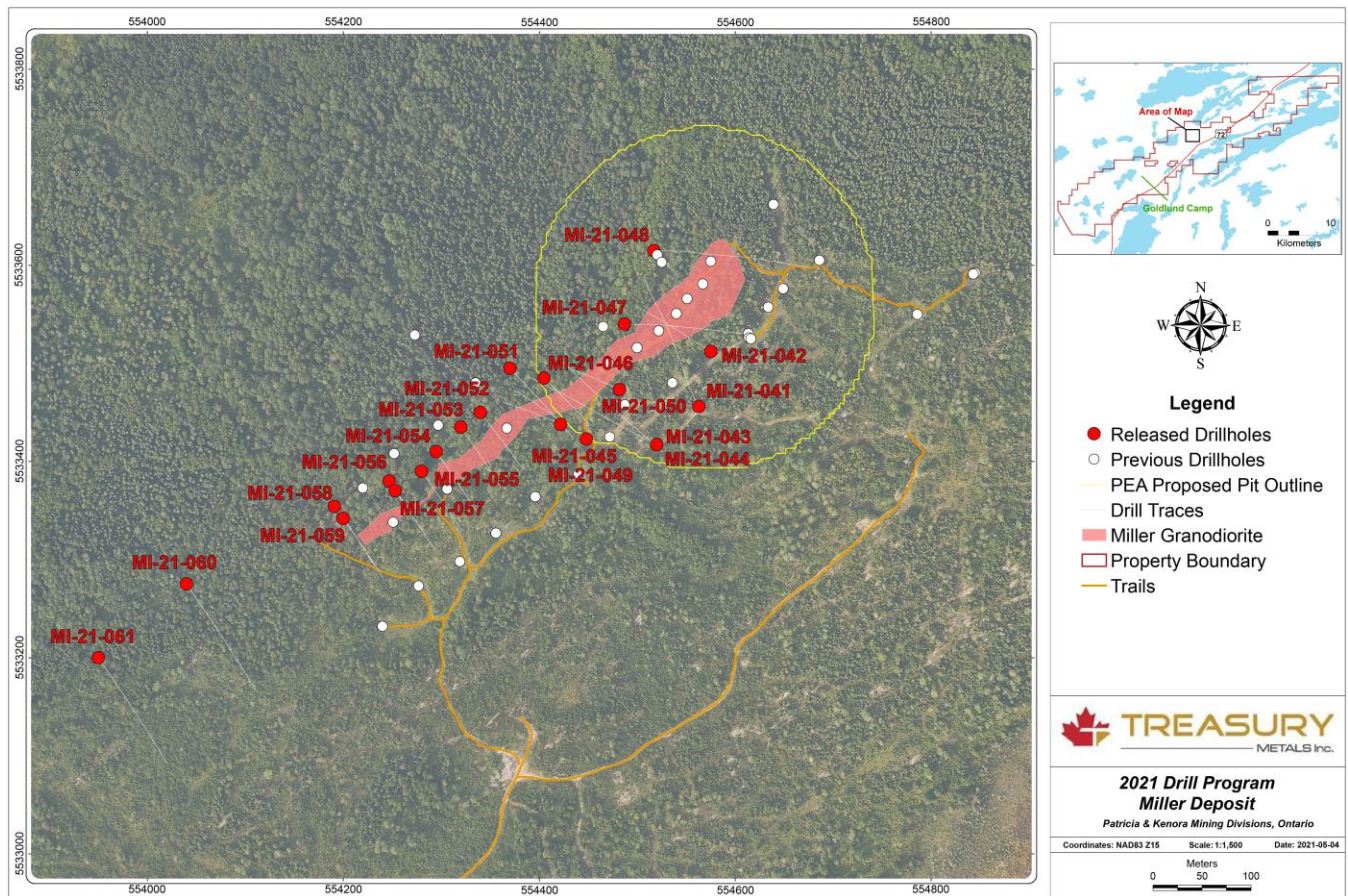 554000 554200 554400 554600 554800
5533800
5533600
5533400
5533200
5533000
MI-21-048
MI-21-047
MI-21-051
MI-21-046
MI-21-042
MI-21-052
MI-21-041
MI-21-053
MI-21-050
MI-21-054
MI-21-043
MI-21-045
MI-21-044
MI-21-056
MI-21-055
MI-21-049
MI-21-058
MI-21-057
MI-21-059
MI-21-060
MI-21-061
554000 554200 554400 554600 554800
Area of Map
72
Goldlund Camp
0 10
Kilometers
N
W E
S
Legend
Released Drillholes
Previous Drillholes
PEA Proposed Pit Outline
Drill Traces
Miller Granodiorite
Property Boundary
Trails
TREASURY
METALS Inc.
2021 Drill Program
Miller Deposit
Patricia & Kenora Mining Divisions, Ontario
Coordinates: NAD83 Z15 Scale: 1:1,500 Date: 2021-05-04
Meters
0 50 100